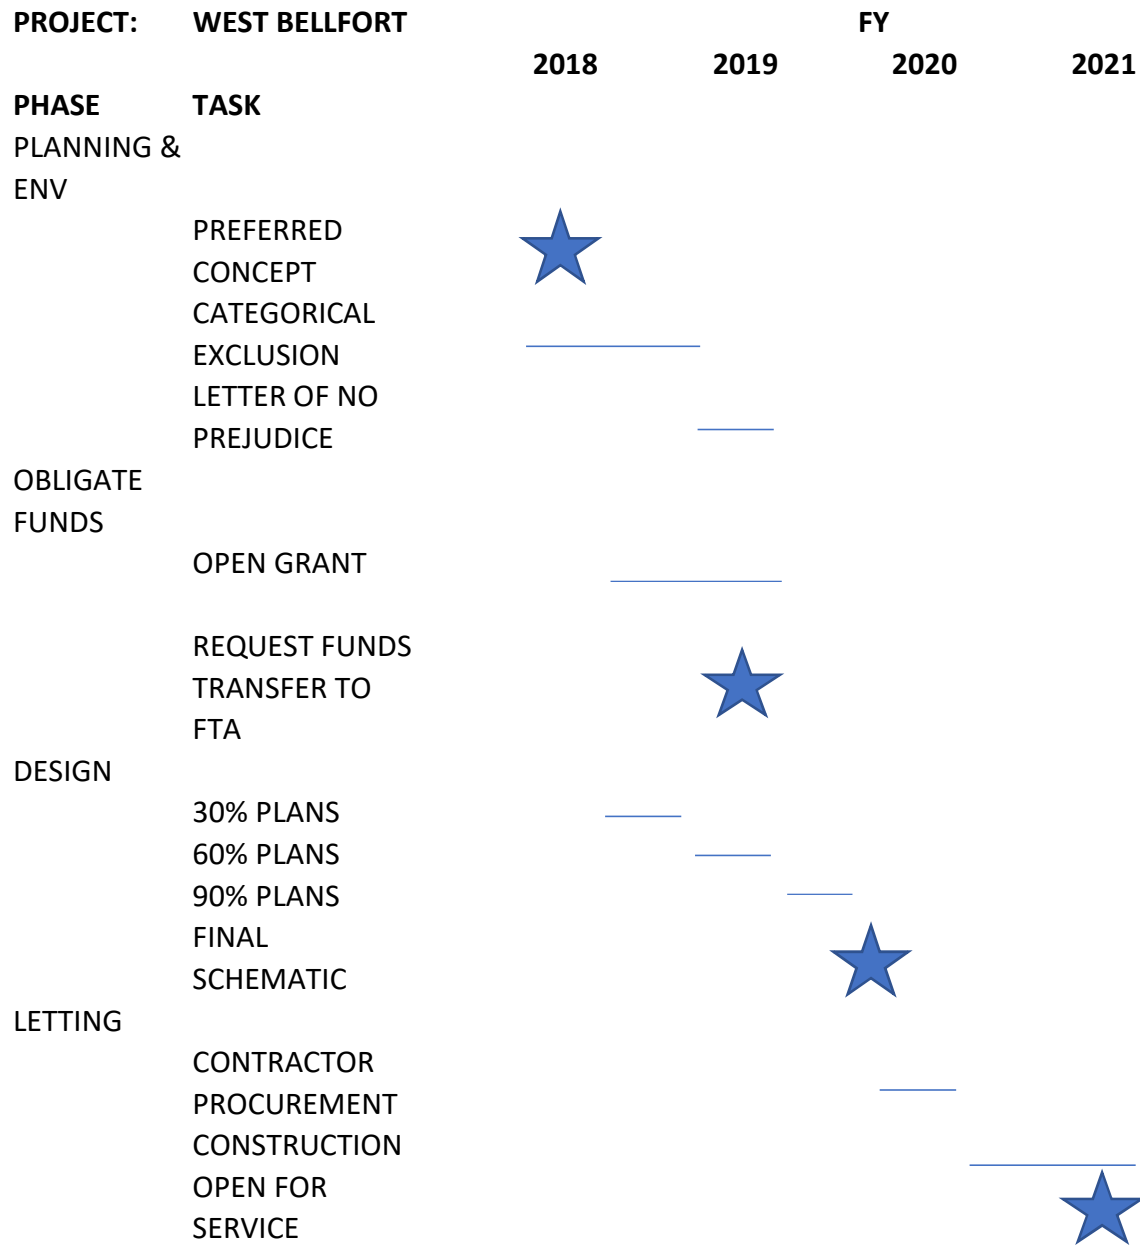 PROJECT: WEST BELLFORT FY
2018 2019 2020 2021
PHASE TASK
PLANNING &
ENV
PREFERRED
CONCEPT
CATEGORICAL
EXCLUSION
LETTER OF NO
PREJUDICE
OBLIGATE
FUNDS
OPEN GRANT
REQUEST FUNDS
TRANSFER TO
FTA
DESIGN
30% PLANS
60% PLANS
90% PLANS
FINAL
SCHEMATIC
LETTING
CONTRACTOR
PROCUREMENT
CONSTRUCTION
OPEN FOR
SERVICE